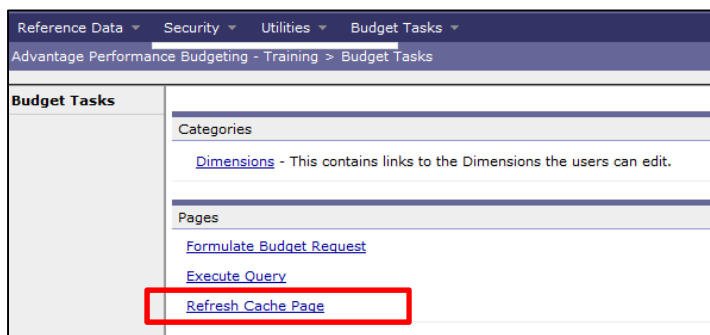 Reference Data Security Utilities Budget Tasks
Advantage Performance Budgeting - Training > Budget Tasks
Budget Tasks
Categories
Dimensions - This contains links to the Dimensions the users can edit.
Pages
Formulate Budget Request
Execute Query
Refresh Cache Page